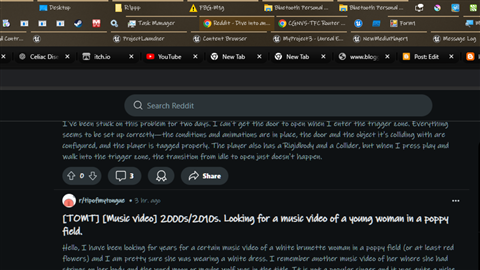 Desktop
R1ppp
FBG-Mtg
Bluetooth Personal ...
Bluetooth Personal ...
Task Manager
Reddit - Dive into an...
CGNVS-TFC Router ...
Form1
d Contr...
ProjectLauncher
Content Browser
MyProject3 - Unreal E...
NewMediaPlayer1
Message Log
Celiac Dise
itch.io
YouTube
New Tab
New Tab
www.blog
Post: Edit
Search Reddit
I've been stuck on this problem for two days. I can't get the door to open when I enter the trigger zone. Everything
seems to be set up correctly—the conditions and animations are in place, the door and the object it's colliding with are
configured, and the player is tagged properly. The player also has a Rigidbody and a Collider, but when I press play and
walk into the trigger zone, the transition from idle to open just doesn't happen.
0
3
Share
r/tipofmytongue • 3 hr. ago
[TOMT] [Music video] 2000s/2010s. Looking for a music video of a young woman in a poppy
field.
Hello, I have been looking for years for a certain music video of a white brunette woman in a poppy field (or at least red
flowers) and I am pretty sure she was wearing a white dress. I remember another music video of her where she had